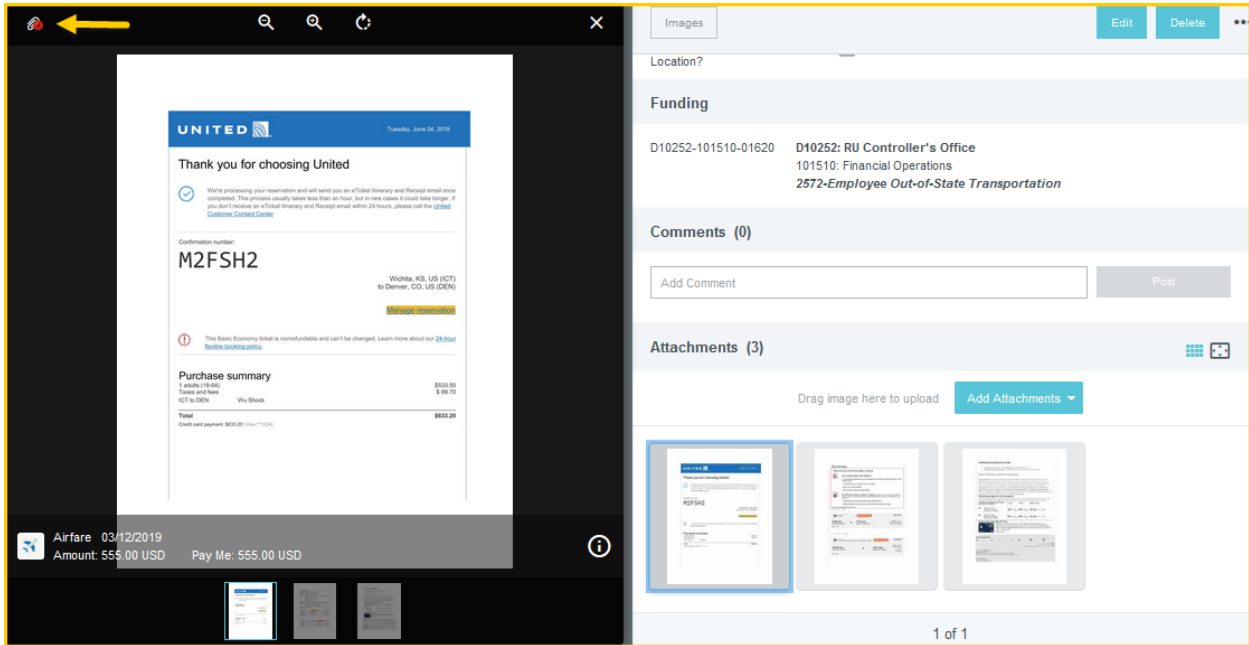 UNITED
Tuesday, June 04, 2019
Thank you for choosing United
We're processing your reservation and will send you an eTicket Itinerary and Receipt email once
completed. This process usually takes less than an hour, but in rare cases it could take longer. If
you don't receive an eTicket Itinerary and Receipt email within 24 hours, please call the United
Customer Contact Center
Confirmation number:
M2FSH2
Wichita, KS, US (ICT)
to Denver, CO, US (DEN)
Manage reservation
This Basic Economy ticket is nonrefundable and can't be changed. Learn more about our 24-hour
flexible booking policy.
Purchase summary
1 adults (18-64) $533.50
Taxes and fees $ 99.70
ICT to DEN Wu Shock
Total $633.20
Credit card payment: $633.20 (Visa-**1234)
Airfare 03/12/2019
Amount: 555.00 USD Pay Me: 555.00 USD
Images
Edit
Delete
Location?
Funding
D10252-101510-01620 D10252: RU Controller's Office
101510: Financial Operations
2572-Employee Out-of-State Transportation
Comments (0)
Add Comment
Post
Attachments (3)
Drag image here to upload
Add Attachments
1 of 1